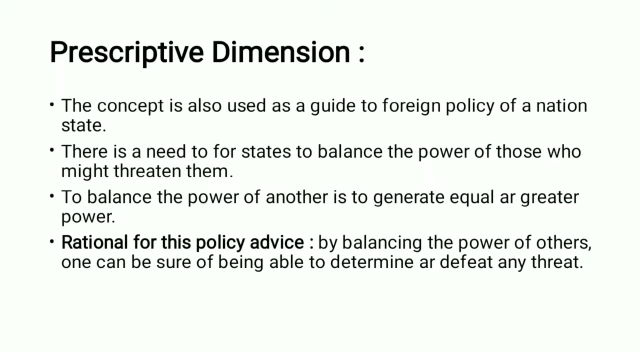 Prescriptive Dimension :
• The concept is also used as a guide to foreign policy of a nation
state.
• There is a need to for states to balance the power of those who
might threaten them.
• To balance the power of another is to generate equal ar greater
power.
• Rational for this policy advice : by balancing the power of others,
one can be sure of being able to determine ar defeat any threat.